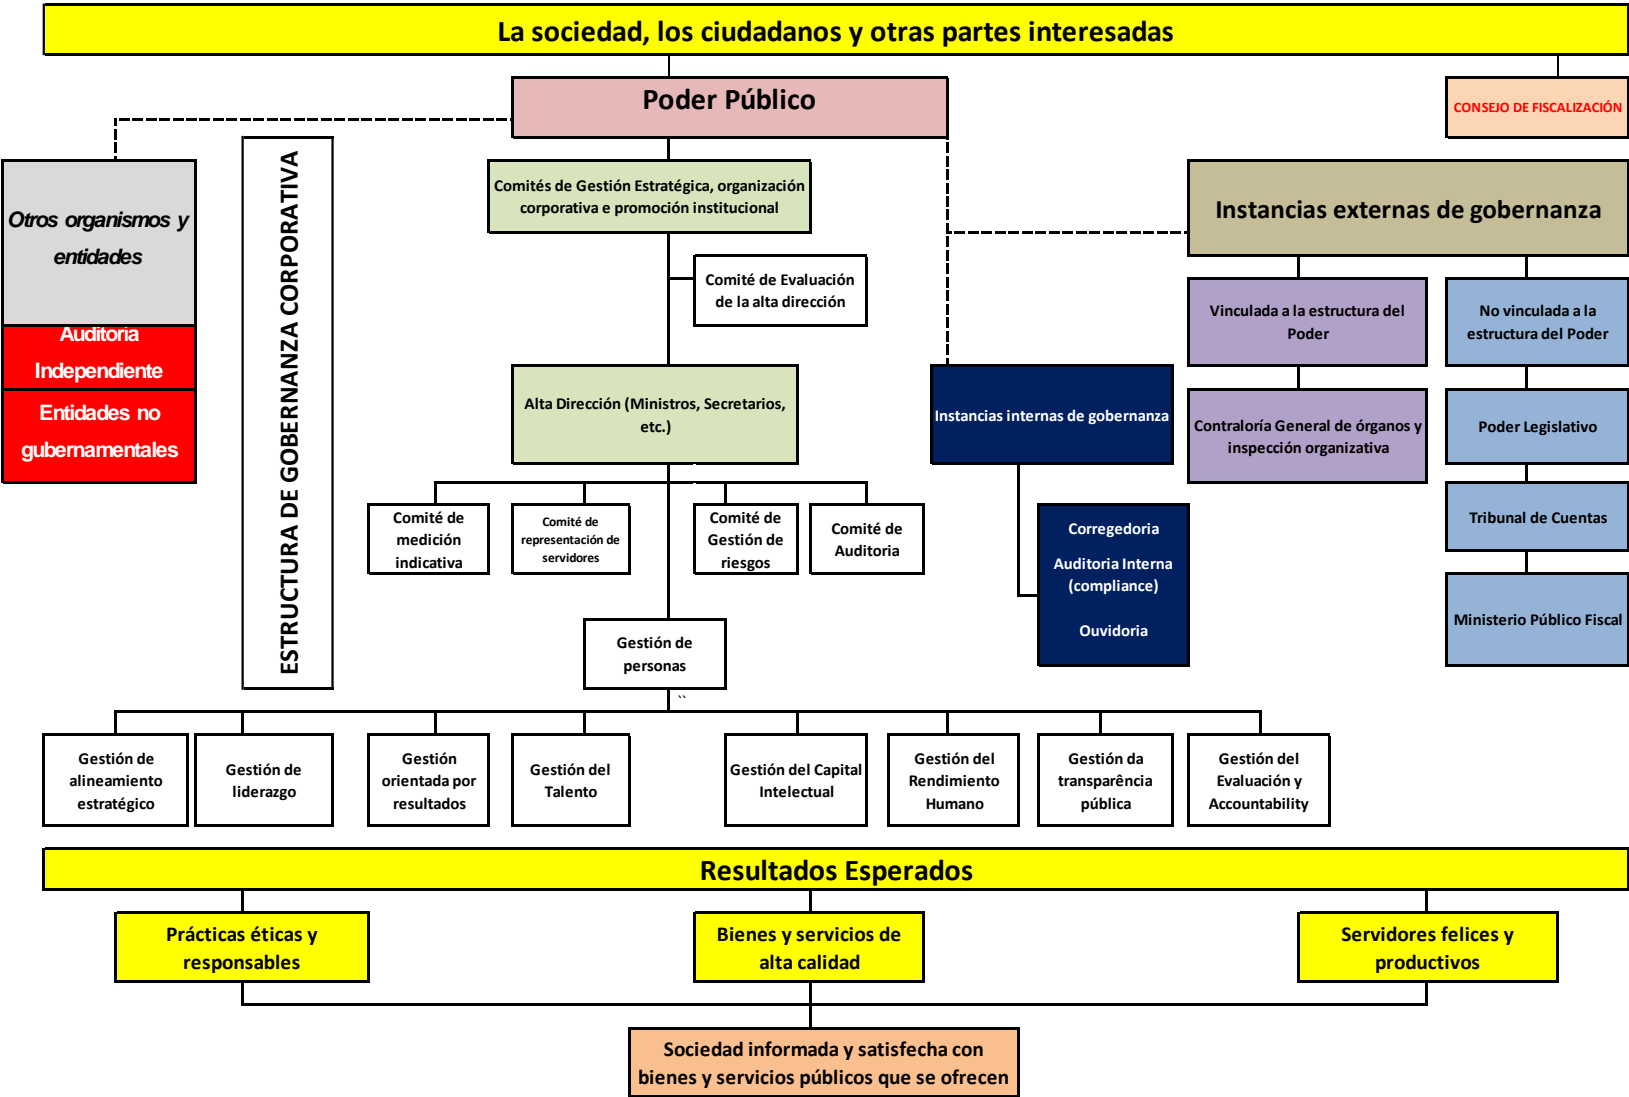 La sociedad, los ciudadanos y otras partes interesadas
Poder Público
CONSEJO DE FISCALIZACIÓN
Otros organismos y
entidades
Auditoria
Independiente
Entidades no
gubernamentales
ESTRUCTURA DE GOBERNANZA CORPORATIVA
Comités de Gestión Estratégica, organización
corporativa e promoción institucional
Comité de Evaluación
de la alta dirección
Alta Dirección (Ministros, Secretarios,
etc.)
Comité de
medición
indicativa
Comité de
representación de
servidores
Comité de
Gestión de
riesgos
Comité de
Auditoria
Instancias internas de gobernanza
Corregedoria
Auditoria Interna
(compliance)
Ouvidoria
Instancias externas de gobernanza
Vinculada a la estructura del
Poder
Contraloría General de órganos y
inspección organizativa
No vinculada a la
estructura del Poder
Poder Legislativo
Tribunal de Cuentas
Ministerio Público Fiscal
Gestión de
personas
``
Gestión de
alineamiento
estratégico
Gestión de
liderazgo
Gestión
orientada por
resultados
Gestión del
Talento
Gestión del Capital
Intelectual
Gestión del
Rendimiento
Humano
Gestión da
transparência
pública
Gestión del
Evaluación y
Accountability
Resultados Esperados
Prácticas éticas y
responsables
Bienes y servicios de
alta calidad
Servidores felices y
productivos
Sociedad informada y satisfecha con
bienes y servicios públicos que se ofrecen